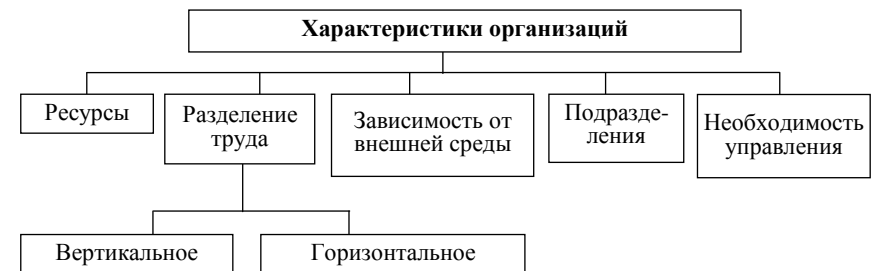 Характеристики организаций
Ресурсы
Разделение
труда
Зависимость от
внешней среды
Подразде-
ления
Необходимость
управления
Вертикальное
Горизонтальное